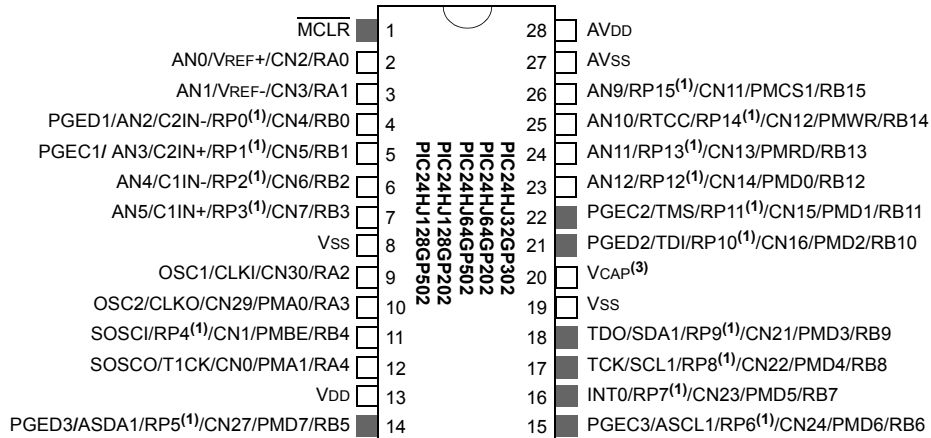 MCLR 1
AN0/VREF+/CN2/RA0 2
AN1/VREF-/CN3/RA1 3
PGED1/AN2/C2IN-/RP0(1)/CN4/RB0 4
PGEC1/ AN3/C2IN+/RP1(1)/CN5/RB1 5
AN4/C1IN-/RP2(1)/CN6/RB2 6
AN5/C1IN+/RP3(1)/CN7/RB3 7
VSS 8
OSC1/CLKI/CN30/RA2 9
OSC2/CLKO/CN29/PMA0/RA3 10
SOSCI/RP4(1)/CN1/PMBE/RB4 11
SOSCO/T1CK/CN0/PMA1/RA4 12
VDD 13
PGED3/ASDA1/RP5(1)/CN27/PMD7/RB5 14
PIC24HJ32GP302
PIC24HJ64GP202
PIC24HJ64GP502
PIC24HJ128GP202
PIC24HJ128GP502
28 AVDD
27 AVSS
26 AN9/RP15(1)/CN11/PMCS1/RB15
25 AN10/RTCC/RP14(1)/CN12/PMWR/RB14
24 AN11/RP13(1)/CN13/PMRD/RB13
23 AN12/RP12(1)/CN14/PMD0/RB12
22 PGEC2/TMS/RP11(1)/CN15/PMD1/RB11
21 PGED2/TDI/RP10(1)/CN16/PMD2/RB10
20 VCAP(3)
19 VSS
18 TDO/SDA1/RP9(1)/CN21/PMD3/RB9
17 TCK/SCL1/RP8(1)/CN22/PMD4/RB8
16 INT0/RP7(1)/CN23/PMD5/RB7
15 PGEC3/ASCL1/RP6(1)/CN24/PMD6/RB6